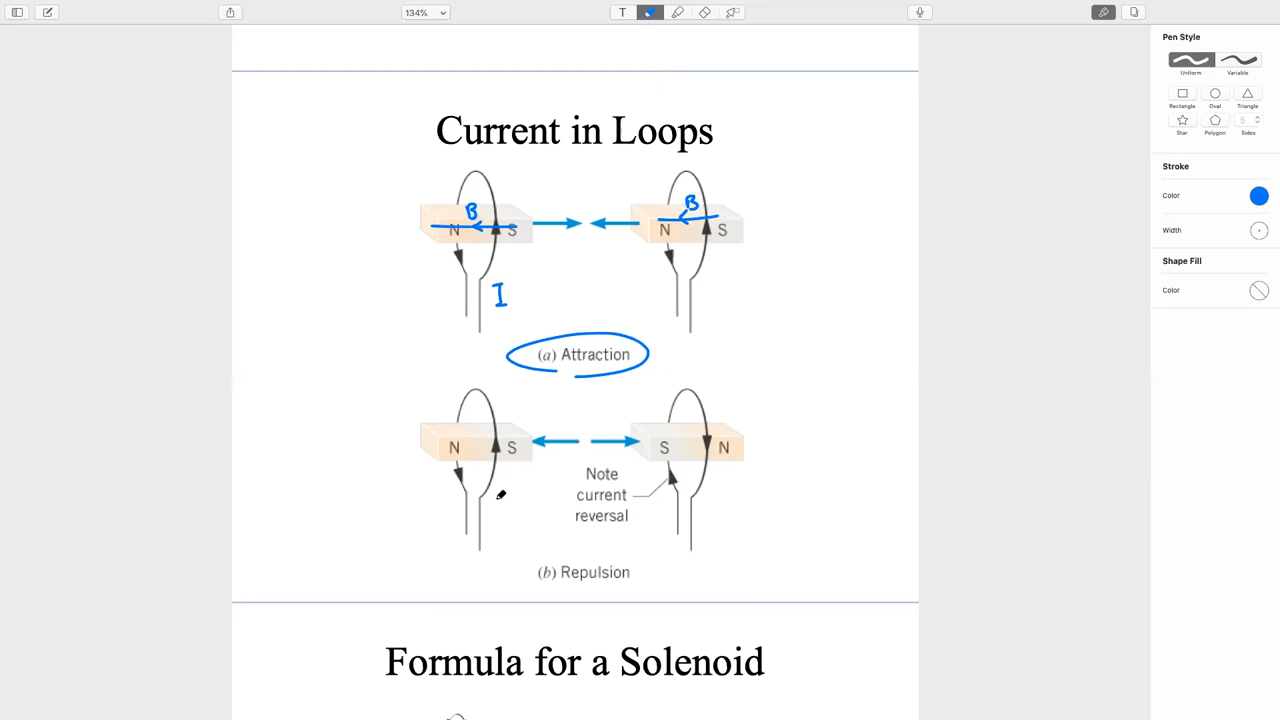 134%
T
Pen Style
Uniform
Variable
Rectangle
Oval
Triangle
Star
Polygon
6
Sides
Stroke
Color
Width
Shape Fill
Color
Current in Loops
B
N
S
B
N
S
I
(a) Attraction
N
S
S
N
Note
current
reversal
(b) Repulsion
Formula for a Solenoid